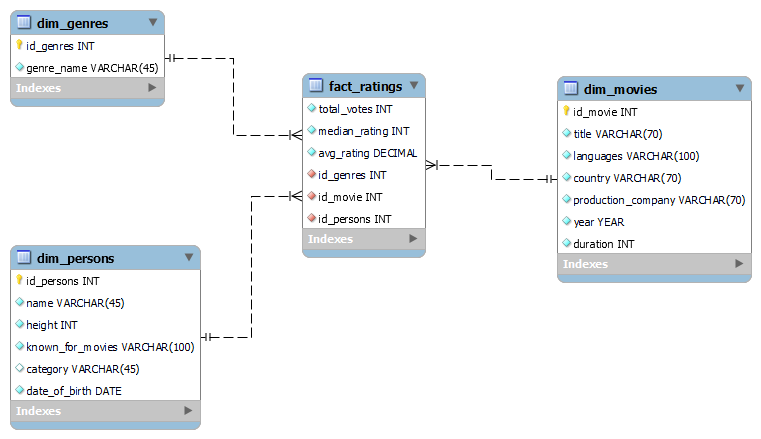 dim_genres
id_genres INT
genre_name VARCHAR(45)
Indexes
fact_ratings
total_votes INT
median_rating INT
avg_rating DECIMAL
id_genres INT
id_movie INT
id_persons INT
Indexes
dim_movies
id_movie INT
title VARCHAR(70)
languages VARCHAR(100)
country VARCHAR(70)
production_company VARCHAR(70)
year YEAR
duration INT
Indexes
dim_persons
id_persons INT
name VARCHAR(45)
height INT
known_for_movies VARCHAR(100)
category VARCHAR(45)
date_of_birth DATE
Indexes